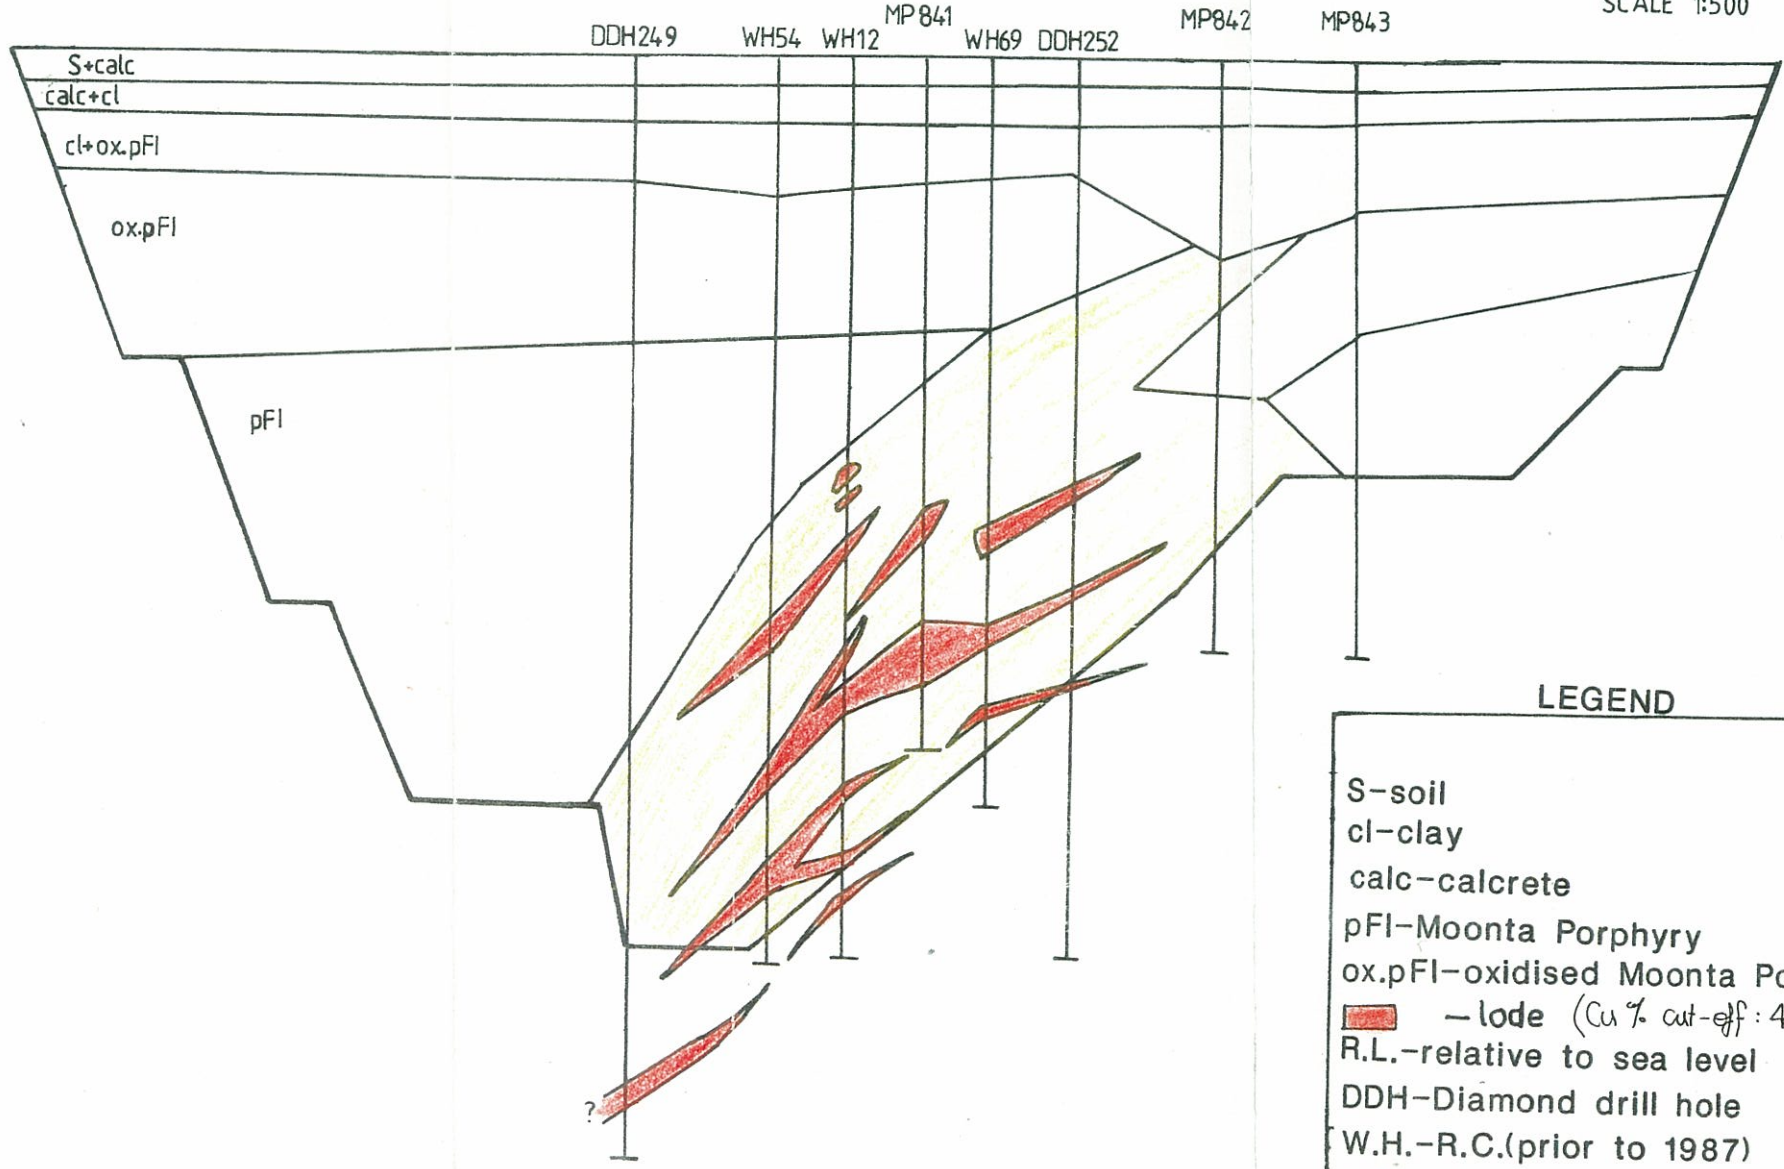 SCALE 1:500
MP841
MP842
MP843
DDH249
WH54
WH12
WH69
DDH252
S+calc
calc+cl
cl+ox.pFl
ox.pFl
pFl
?
LEGEND
S-soil
cl-clay
calc-calcrete
pFl-Moonta Porphyry
ox.pFl-oxidised Moonta Po
- lode (Cu % cut-off: 4
R.L.-relative to sea level
DDH-Diamond drill hole
W.H.-R.C.(prior to 1987)